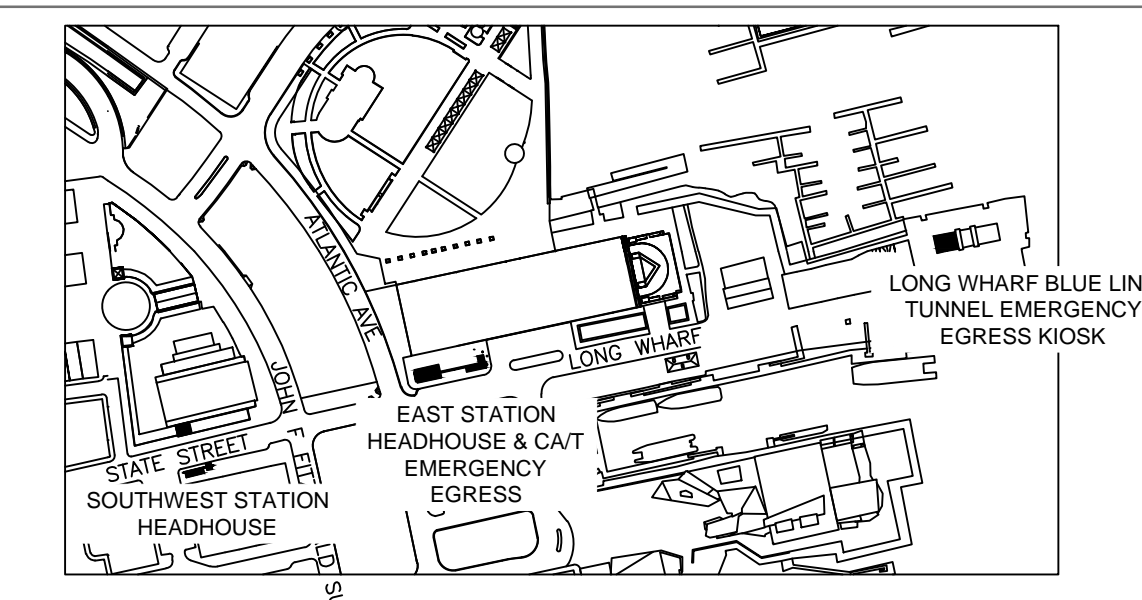 ATLANTIC AVE
LONG WHARF BLUE LIN
TUNNEL EMERGENCY
EGRESS KIOSK
LONG WHARF
JOHN F FIT
EAST STATION
HEADHOUSE & CA/T
EMERGENCY
EGRESS
STATE STREET
SOUTHWEST STATION
HEADHOUSE